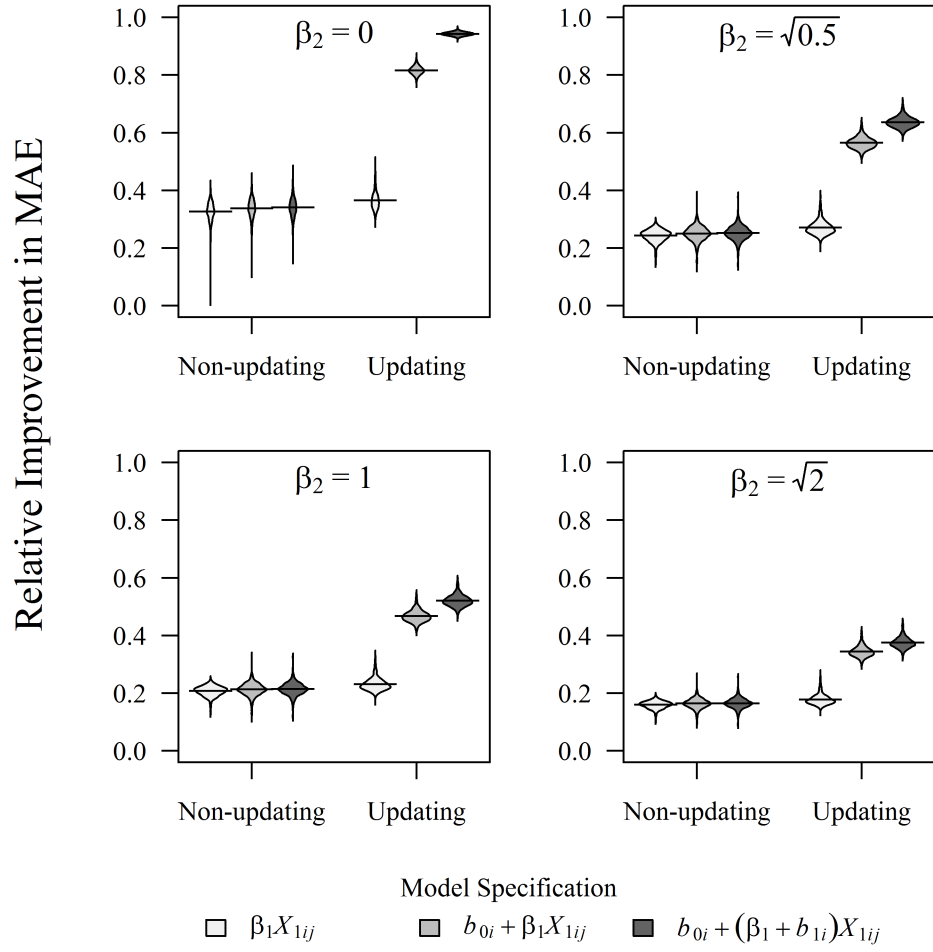 Relative Improvement in MAE
β₂ = 0
1.0
0.8
0.6
0.4
0.2
0.0
Non-updating Updating
β₂ = √0.5
1.0
0.8
0.6
0.4
0.2
0.0
Non-updating Updating
β₂ = 1
1.0
0.8
0.6
0.4
0.2
0.0
Non-updating Updating
β₂ = √2
1.0
0.8
0.6
0.4
0.2
0.0
Non-updating Updating
Model Specification
β₁X₁ᵢⱼ b₀ᵢ + β₁X₁ᵢⱼ b₀ᵢ + (β₁ + b₁ᵢ)X₁ᵢⱼ